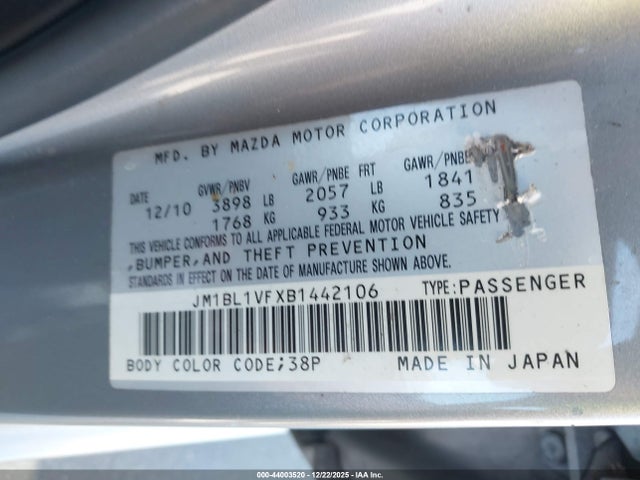 MFD. BY MAZDA MOTOR CORPORATION
DATE GVWR/PNBV GAWR/PNBE FRT GAWR/PNBE
12/10 3898 LB 2057 LB 1841
1768 KG 933 KG 835
THIS VEHICLE CONFORMS TO ALL APPLICABLE FEDERAL MOTOR VEHICLE SAFETY
,BUMPER,AND THEFT PREVENTION
STANDARDS IN EFFECT ON THE DATE OF MANUFACTURE SHOWN ABOVE.
JM1BL1VFXB1442106 TYPE:PASSENGER
BODY COLOR CODE;38P MADE IN JAPAN
000-44003520 - 12/22/2025 - IAA Inc.